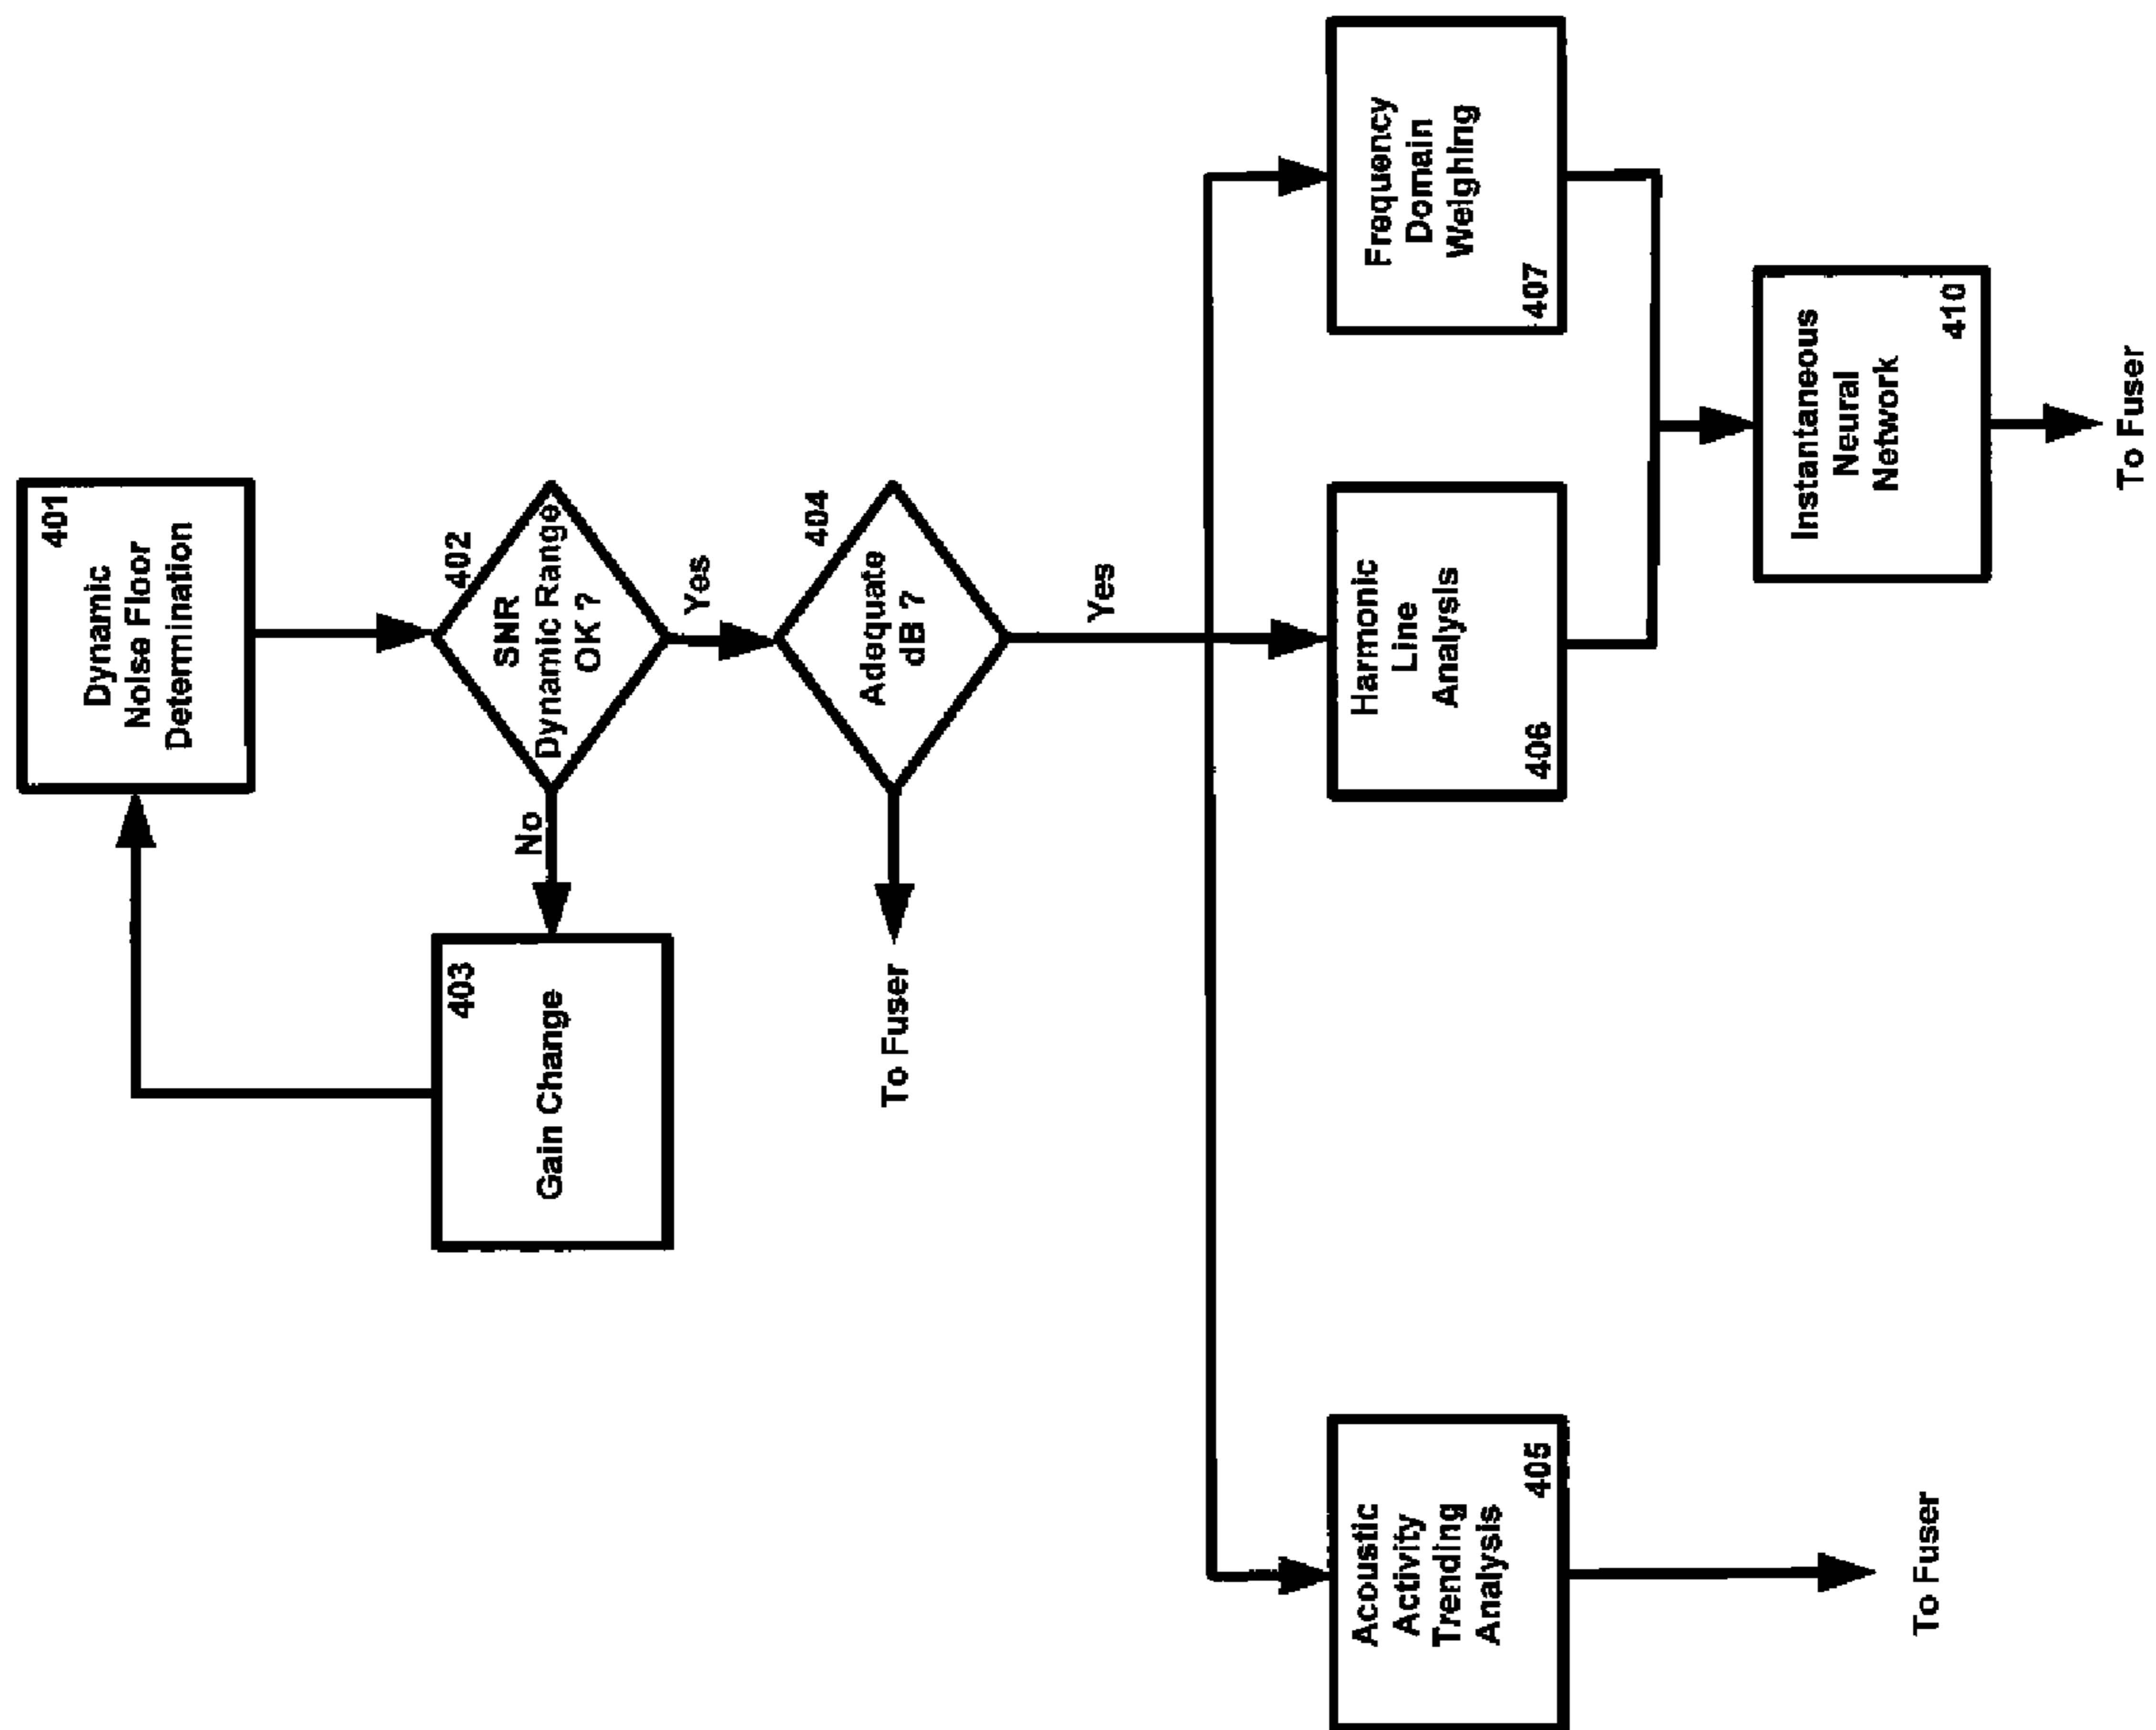 401
Dynamic
Noise Floor
Determination
402
SNR
Dynamic Range
OK ?
No
Yes
403
Gain Change
404
Adequate
dB ?
To Fuser
Yes
Acoustic
Activity
Trending
Analysis
405
Harmonic
Line
Analysis
406
Frequency
Domain
Weighing
407
Instantaneous
Neural
Network
410
To Fuser
To Fuser